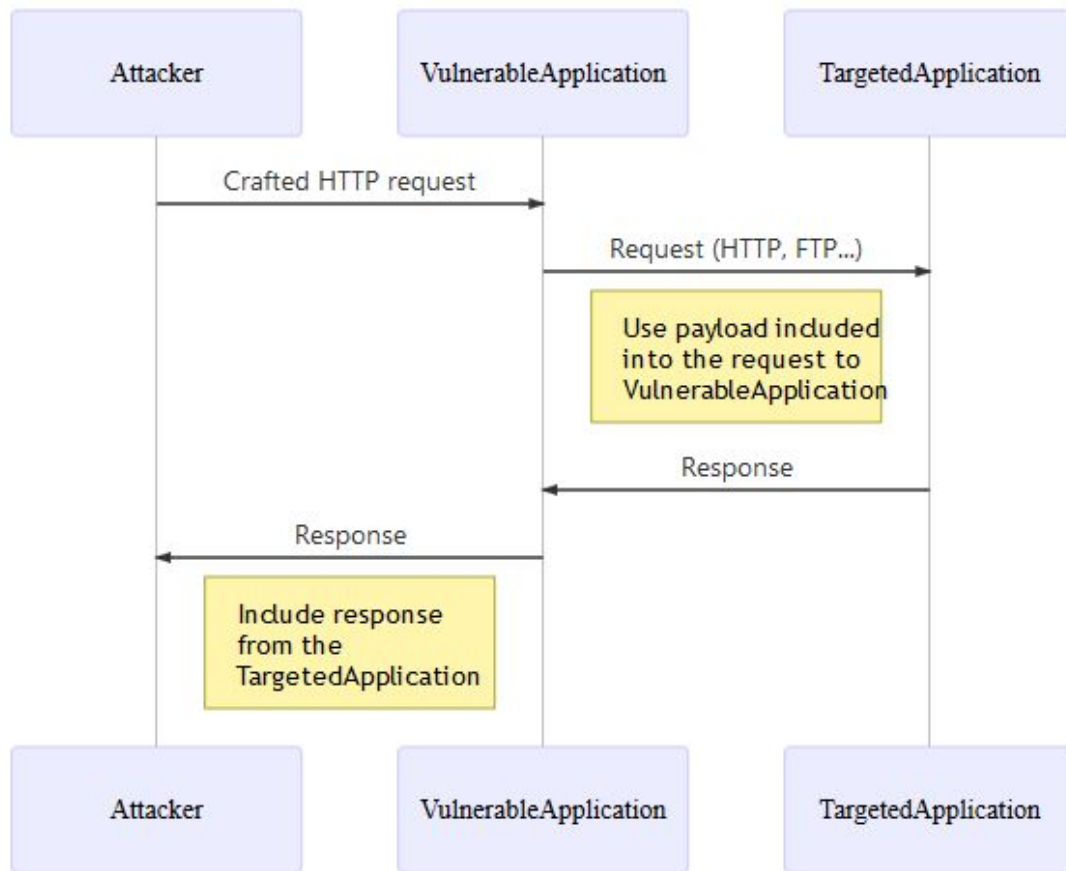 Attacker
VulnerableApplication
TargetedApplication
Crafted HTTP request
Request (HTTP, FTP...)
Use payload included
into the request to
VulnerableApplication
Response
Response
Include response
from the
TargetedApplication
Attacker
VulnerableApplication
TargetedApplication